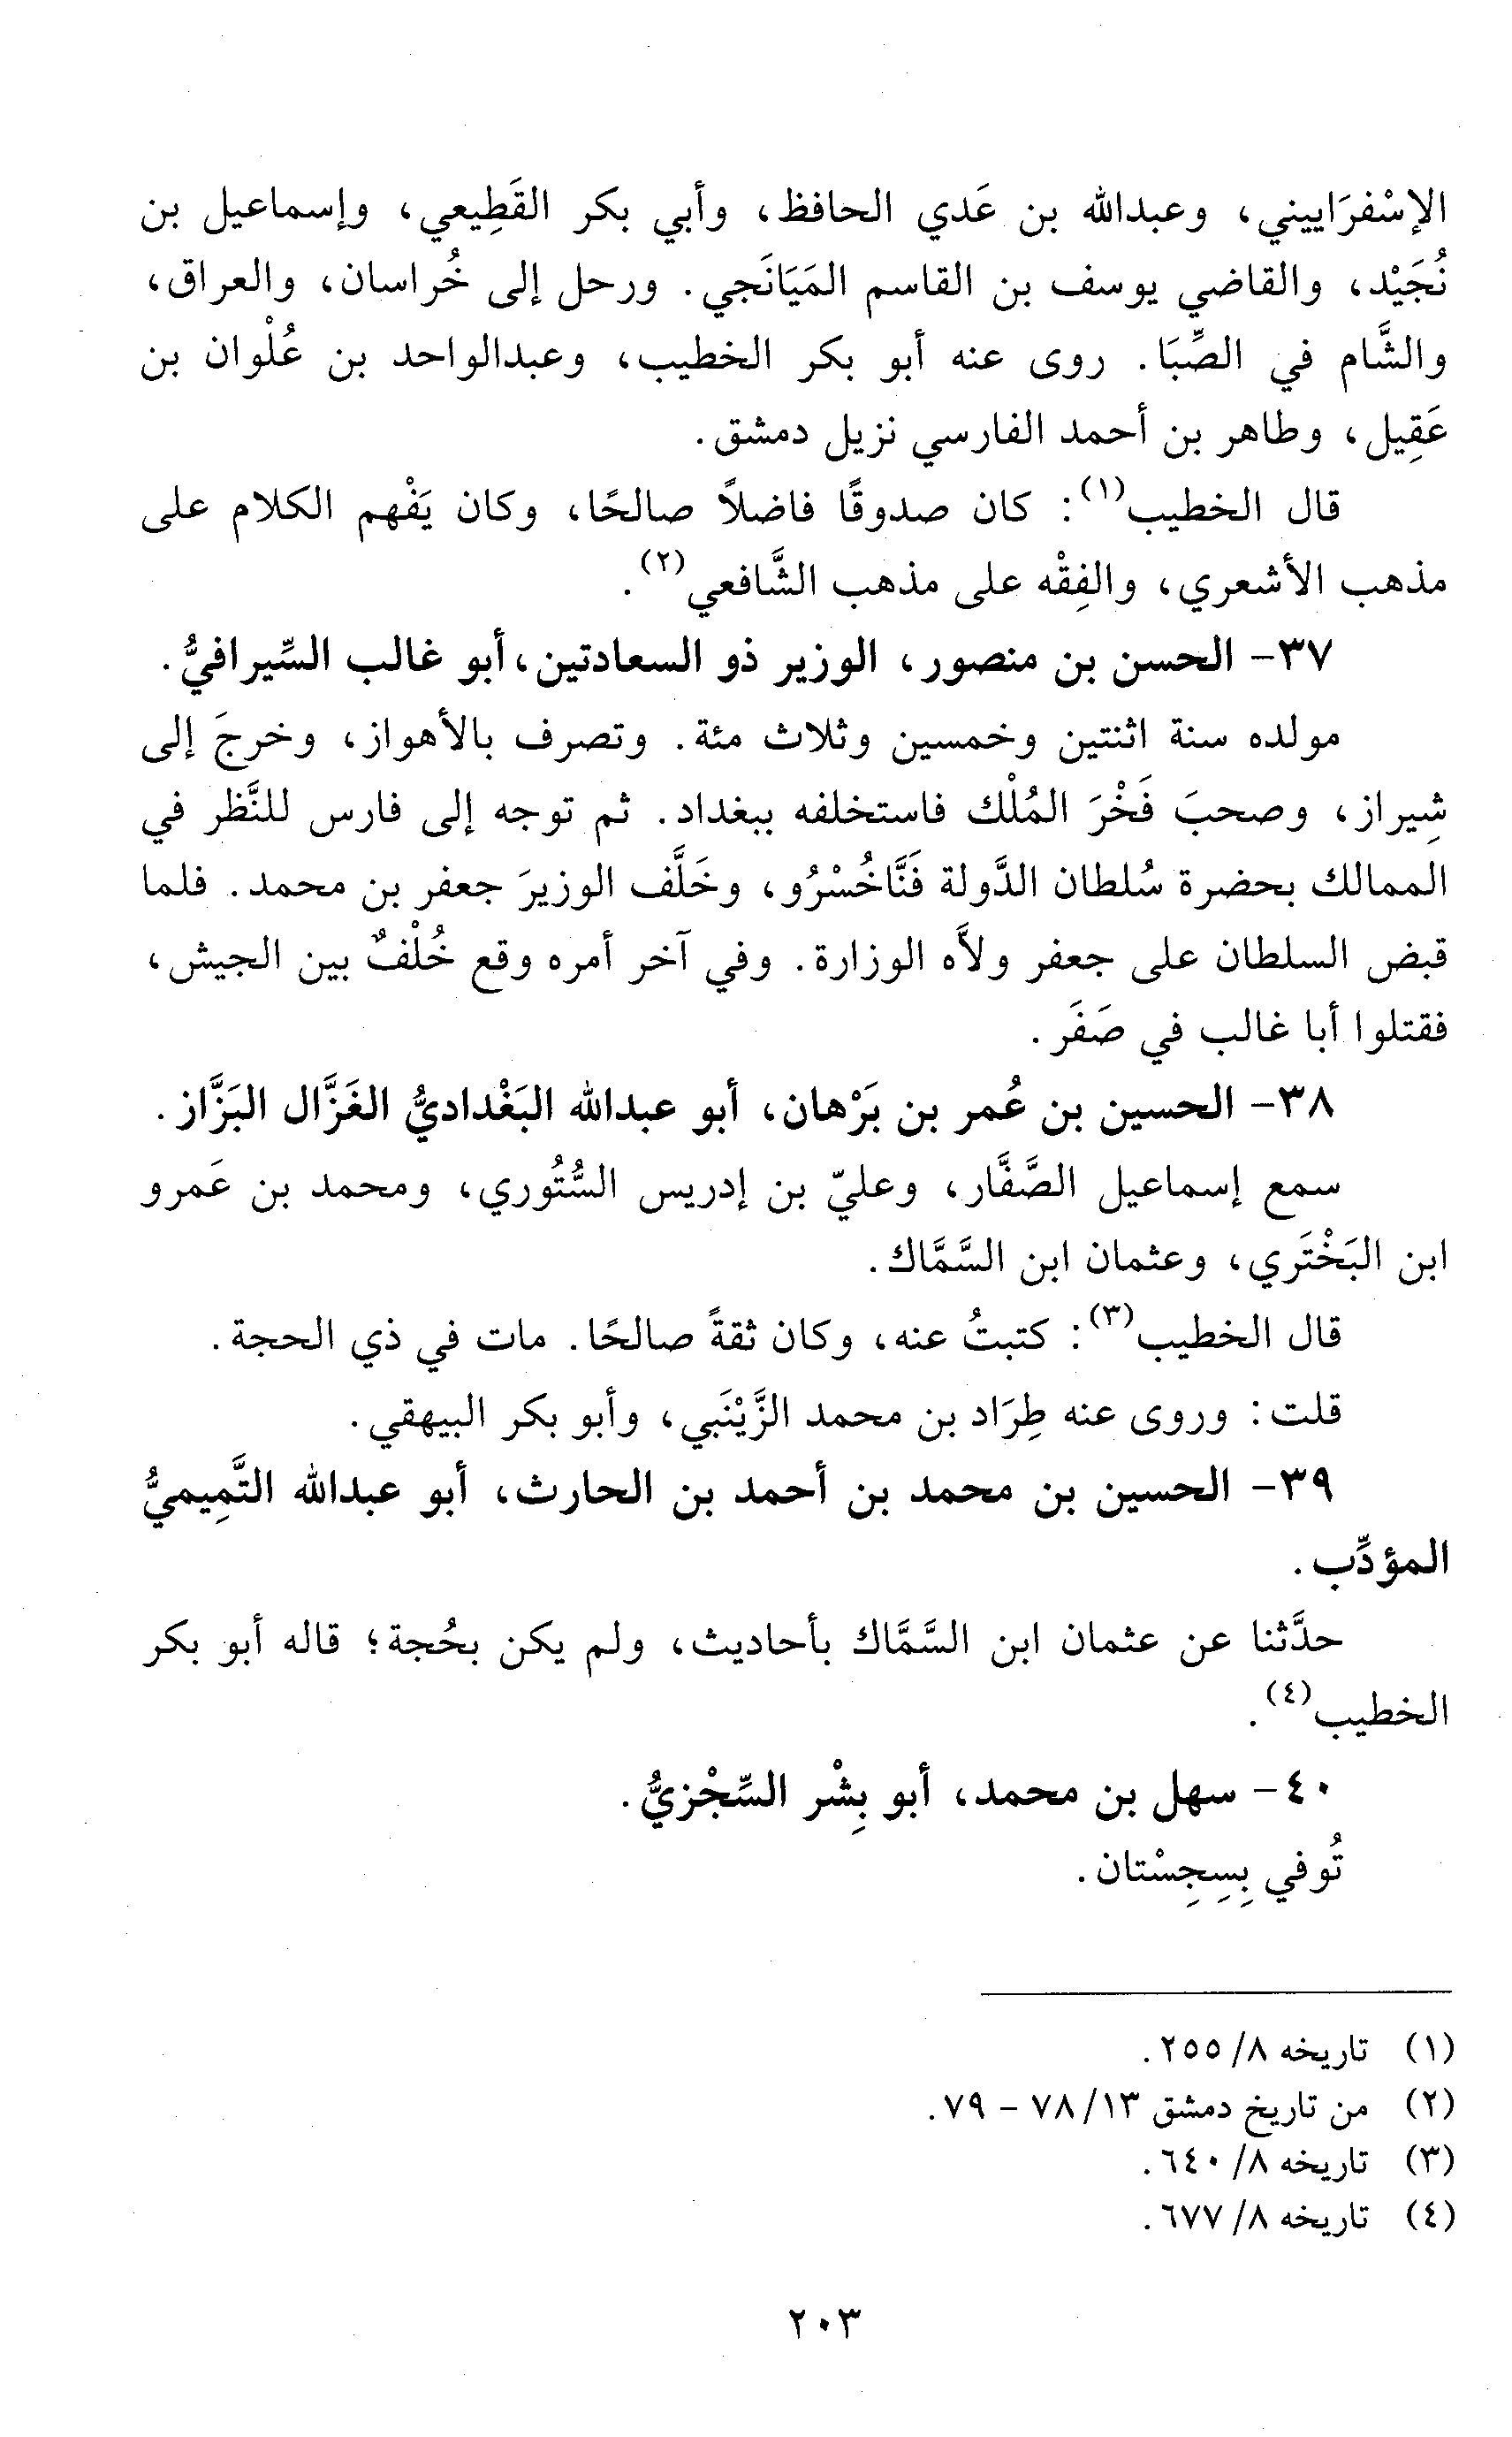 الإسْفرَاييني، وعبدالله بن عَدي الحافظ، وأبي بكر القَطِيعي، وإسماعيل بن
نُجَيْد، والقاضي يوسف بن القاسم المَيَانَجي. ورحل إلى خُراسان، والعراق،
والشَّام في الصِّبَا. روى عنه أبو بكر الخطيب، وعبدالواحد بن عُلْوان بن
عَقِيل، وطاهر بن أحمد الفارسي نزيل دمشق.
قال الخطيب(١): كان صدوقًا فاضلاً صالحًا، وكان يَفْهم الكلام على
مذهب الأشعري، والفِقْه على مذهب الشَّافعي(٢).
٣٧- الحسن بن منصور، الوزير ذو السعادتين، أبو غالب السِّيرافيُّ.
مولده سنة اثنتين وخمسين وثلاث مئة. وتصرف بالأهواز، وخرجَ إلى
شِيراز، وصحبَ فَخْرَ المُلْك فاستخلفه ببغداد. ثم توجه إلى فارس للنَّظر في
الممالك بحضرة سُلطان الدَّولة فَنَّاخُسْرُو، وخَلَّف الوزيرَ جعفر بن محمد. فلما
قبض السلطان على جعفر ولاَّه الوزارة. وفي آخر أمره وقع خُلْفٌ بين الجيش،
فقتلوا أبا غالب في صَفَر.
٣٨- الحسين بن عُمر بن بَرْهان، أبو عبدالله البَغْداديُّ الغَزَّال البَزَّاز.
سمع إسماعيل الصَّفَّار، وعليّ بن إدريس السُّتُوري، ومحمد بن عَمرو
ابن البَخْتَري، وعثمان ابن السَّمَّاك.
قال الخطيب(٣): كتبتُ عنه، وكان ثقةً صالحًا. مات في ذي الحجة.
قلت: وروى عنه طِرَاد بن محمد الزَّيْنَبي، وأبو بكر البيهقي.
٣٩- الحسين بن محمد بن أحمد بن الحارث، أبو عبدالله التَّمِيميُّ
المؤدِّب.
حدَّثنا عن عثمان ابن السَّمَّاك بأحاديث، ولم يكن بحُجة؛ قاله أبو بكر
الخطيب(٤).
٤٠- سهل بن محمد، أبو بِشْر السِّجْزيُّ.
تُوفي بِسِجِسْتان.
(١) تاريخه ٨/ ٢٥٥.
(٢) من تاريخ دمشق ١٣/ ٧٨ - ٧٩.
(٣) تاريخه ٨/ ٦٤٠.
(٤) تاريخه ٨/ ٦٧٧.
٢٠٣